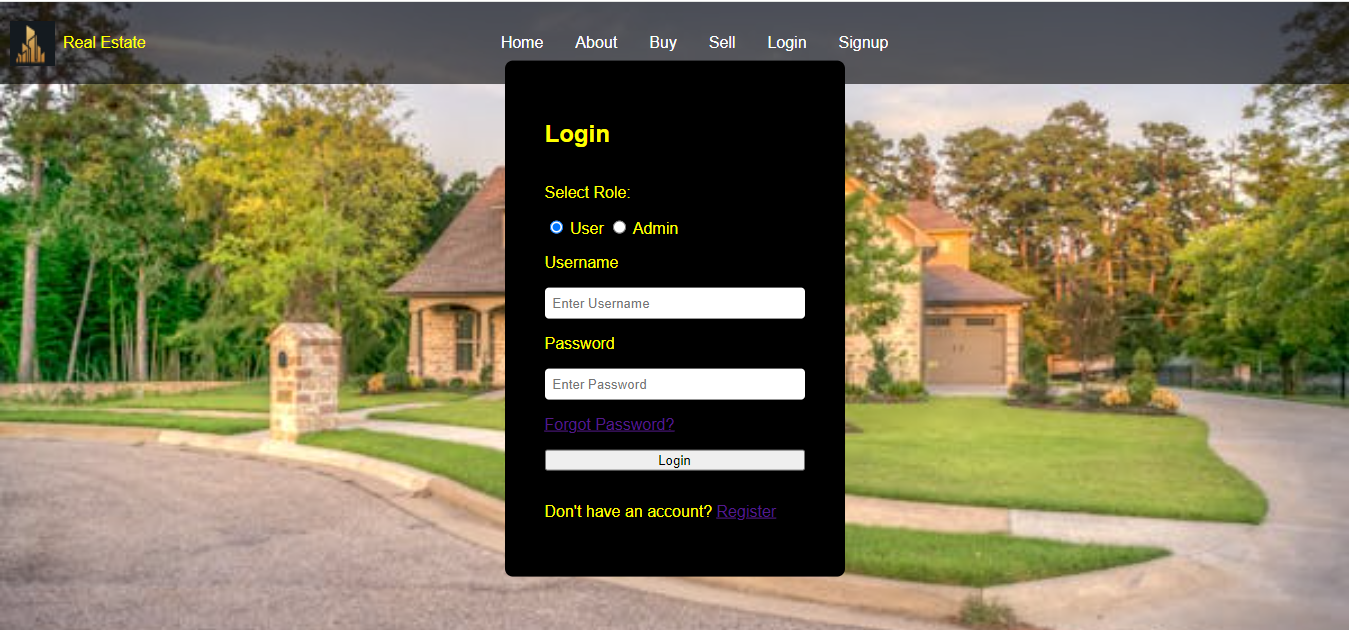 Real Estate
Home About Buy Sell Login Signup
Login
Select Role:
User Admin
Username
Enter Username
Password
Enter Password
Forgot Password?
Login
Don't have an account? Register